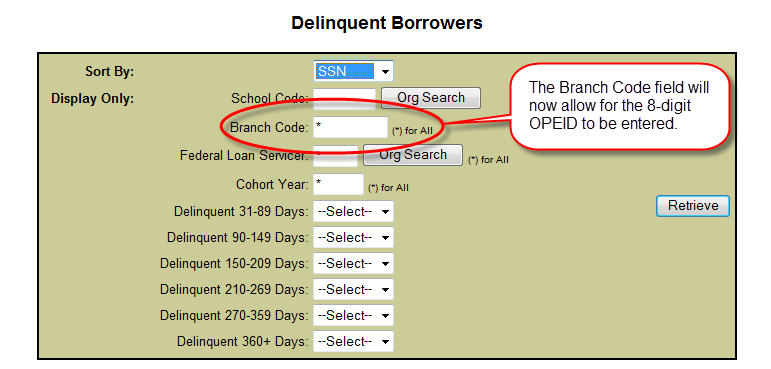 Delinquent Borrowers
Sort By: SSN
Display Only: School Code: Org Search
Branch Code: * (*) for All
The Branch Code field will
now allow for the 8-digit
OPEID to be entered.
Federal Loan Servicer: * Org Search (*) for All
Cohort Year: * (*) for All
Retrieve
Delinquent 31-89 Days: --Select--
Delinquent 90-149 Days: --Select--
Delinquent 150-209 Days: --Select--
Delinquent 210-269 Days: --Select--
Delinquent 270-359 Days: --Select--
Delinquent 360+ Days: --Select--